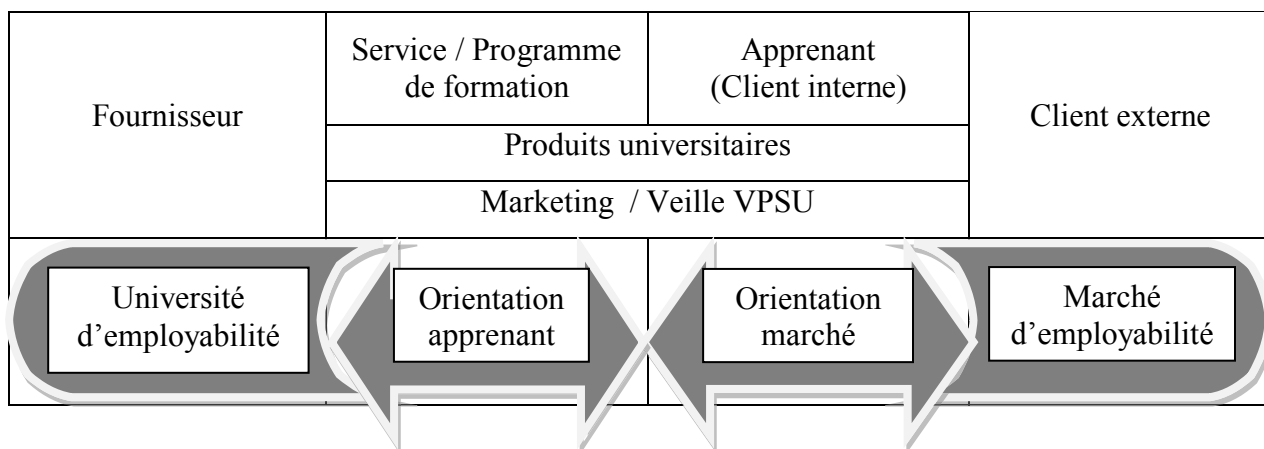 Fournisseur
Service / Programme
de formation
Apprenant
(Client interne)
Client externe
Produits universitaires
Marketing / Veille VPSU
Université
d’employabilité
Orientation
apprenant
Orientation
marché
Marché
d’employabilité